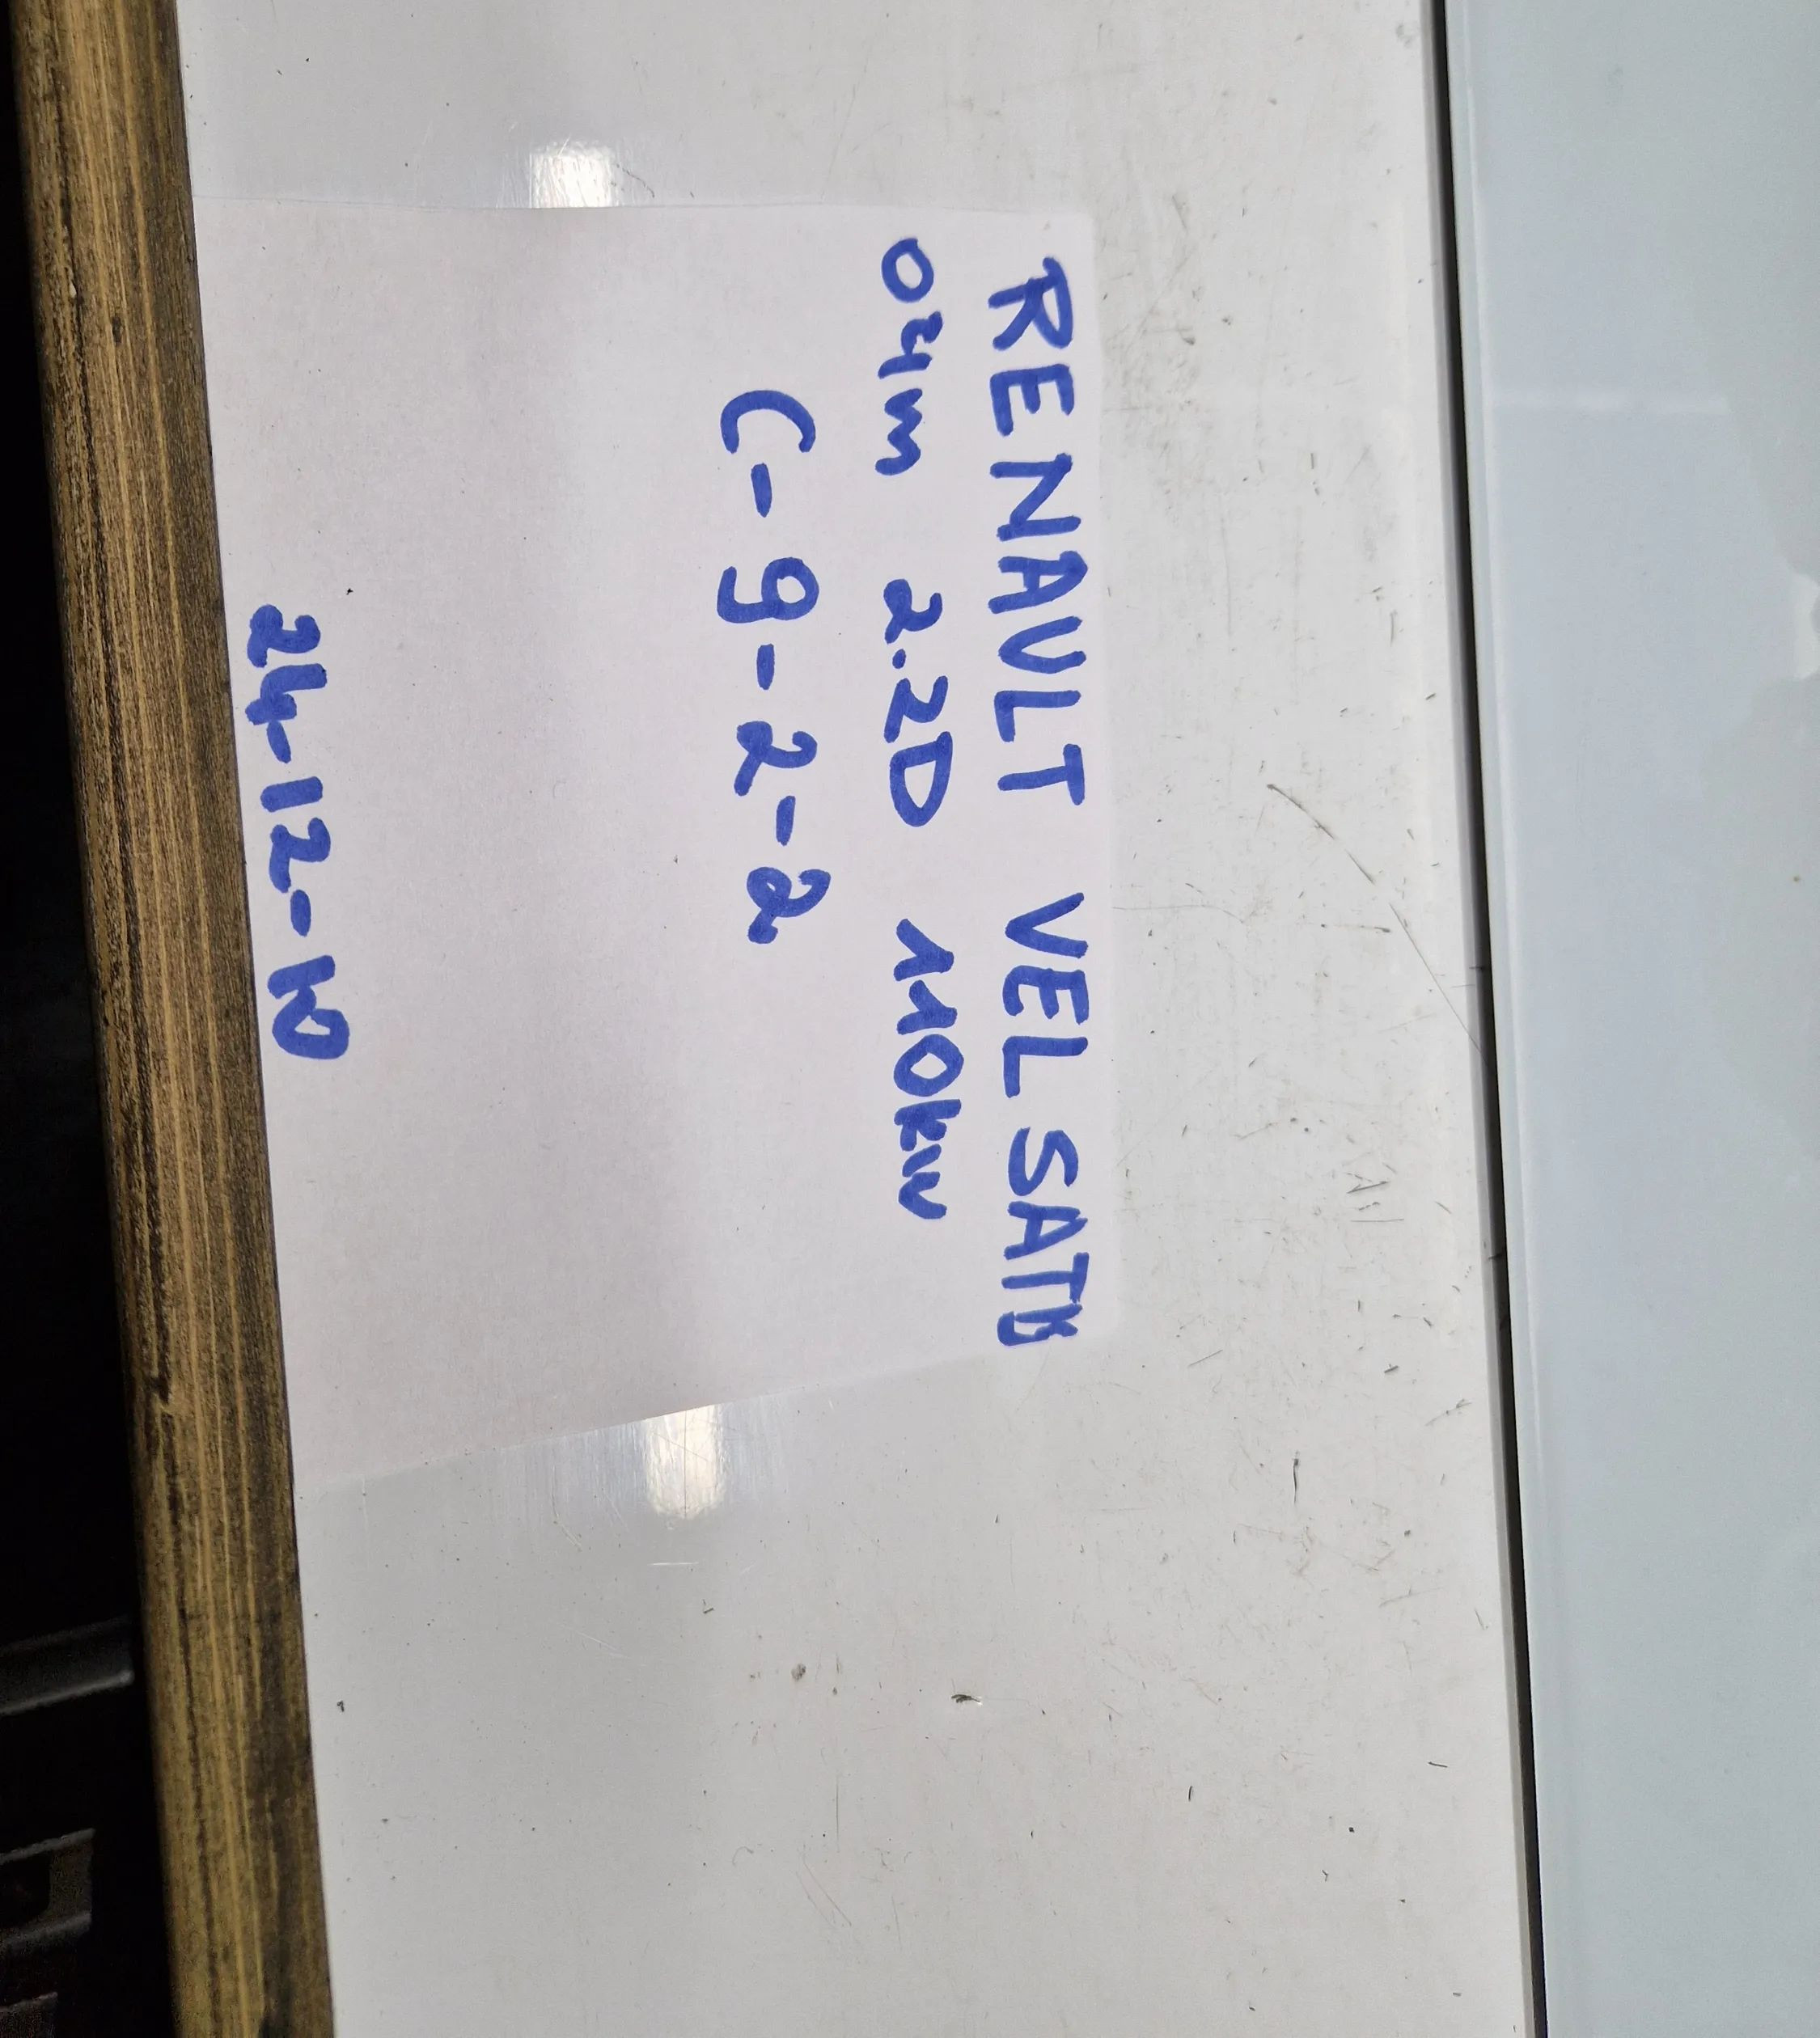 RENAULT VEL SATIS
04m 2.2D 110kw
C-9-2-2
24-12-10